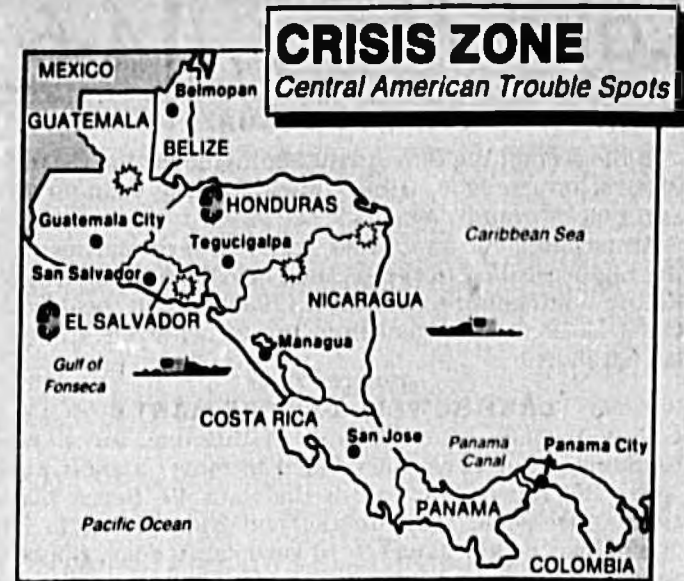 CRISIS ZONE
Central American Trouble Spots
MEXICO
Belmopan
GUATEMALA
BELIZE
HONDURAS
Guatemala City
Tegucigalpa
Caribbean Sea
San Salvador
NICARAGUA
EL SALVADOR
Managua
Gulf of
Fonseca
COSTA RICA
San Jose
Panama
Canal
Panama City
PANAMA
Pacific Ocean
COLOMBIA